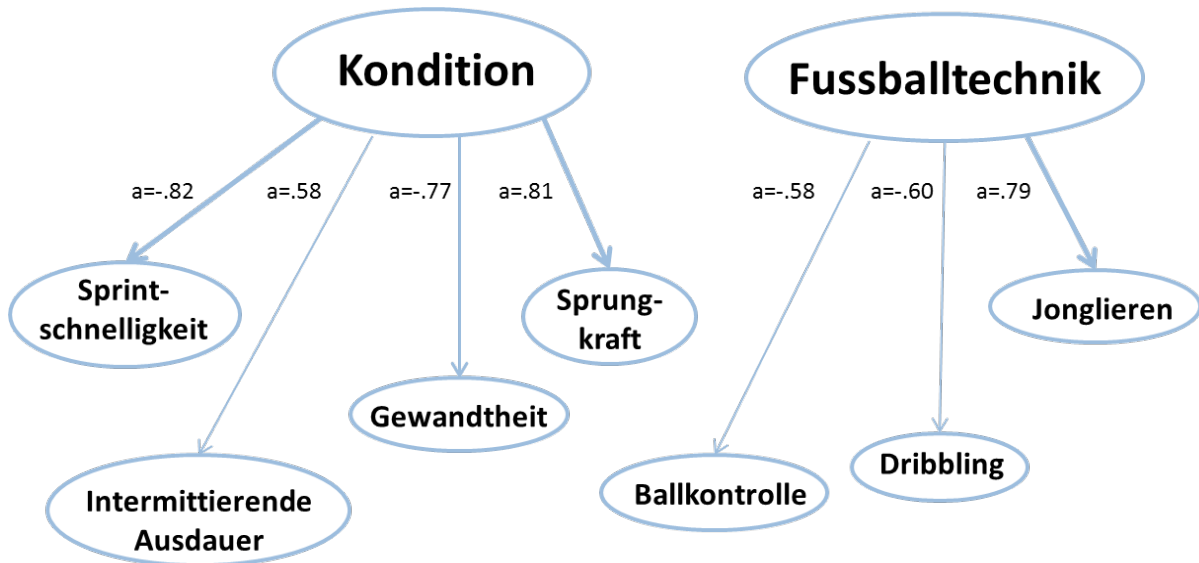 Kondition
Fussballtechnik
a=-.82
a=.58
a=-.77
a=.81
a=-.58
a=-.60
a=.79
Sprint-
schnelligkeit
Sprung-
kraft
Jonglieren
Gewandtheit
Dribbling
Ballkontrolle
Intermittierende
Ausdauer